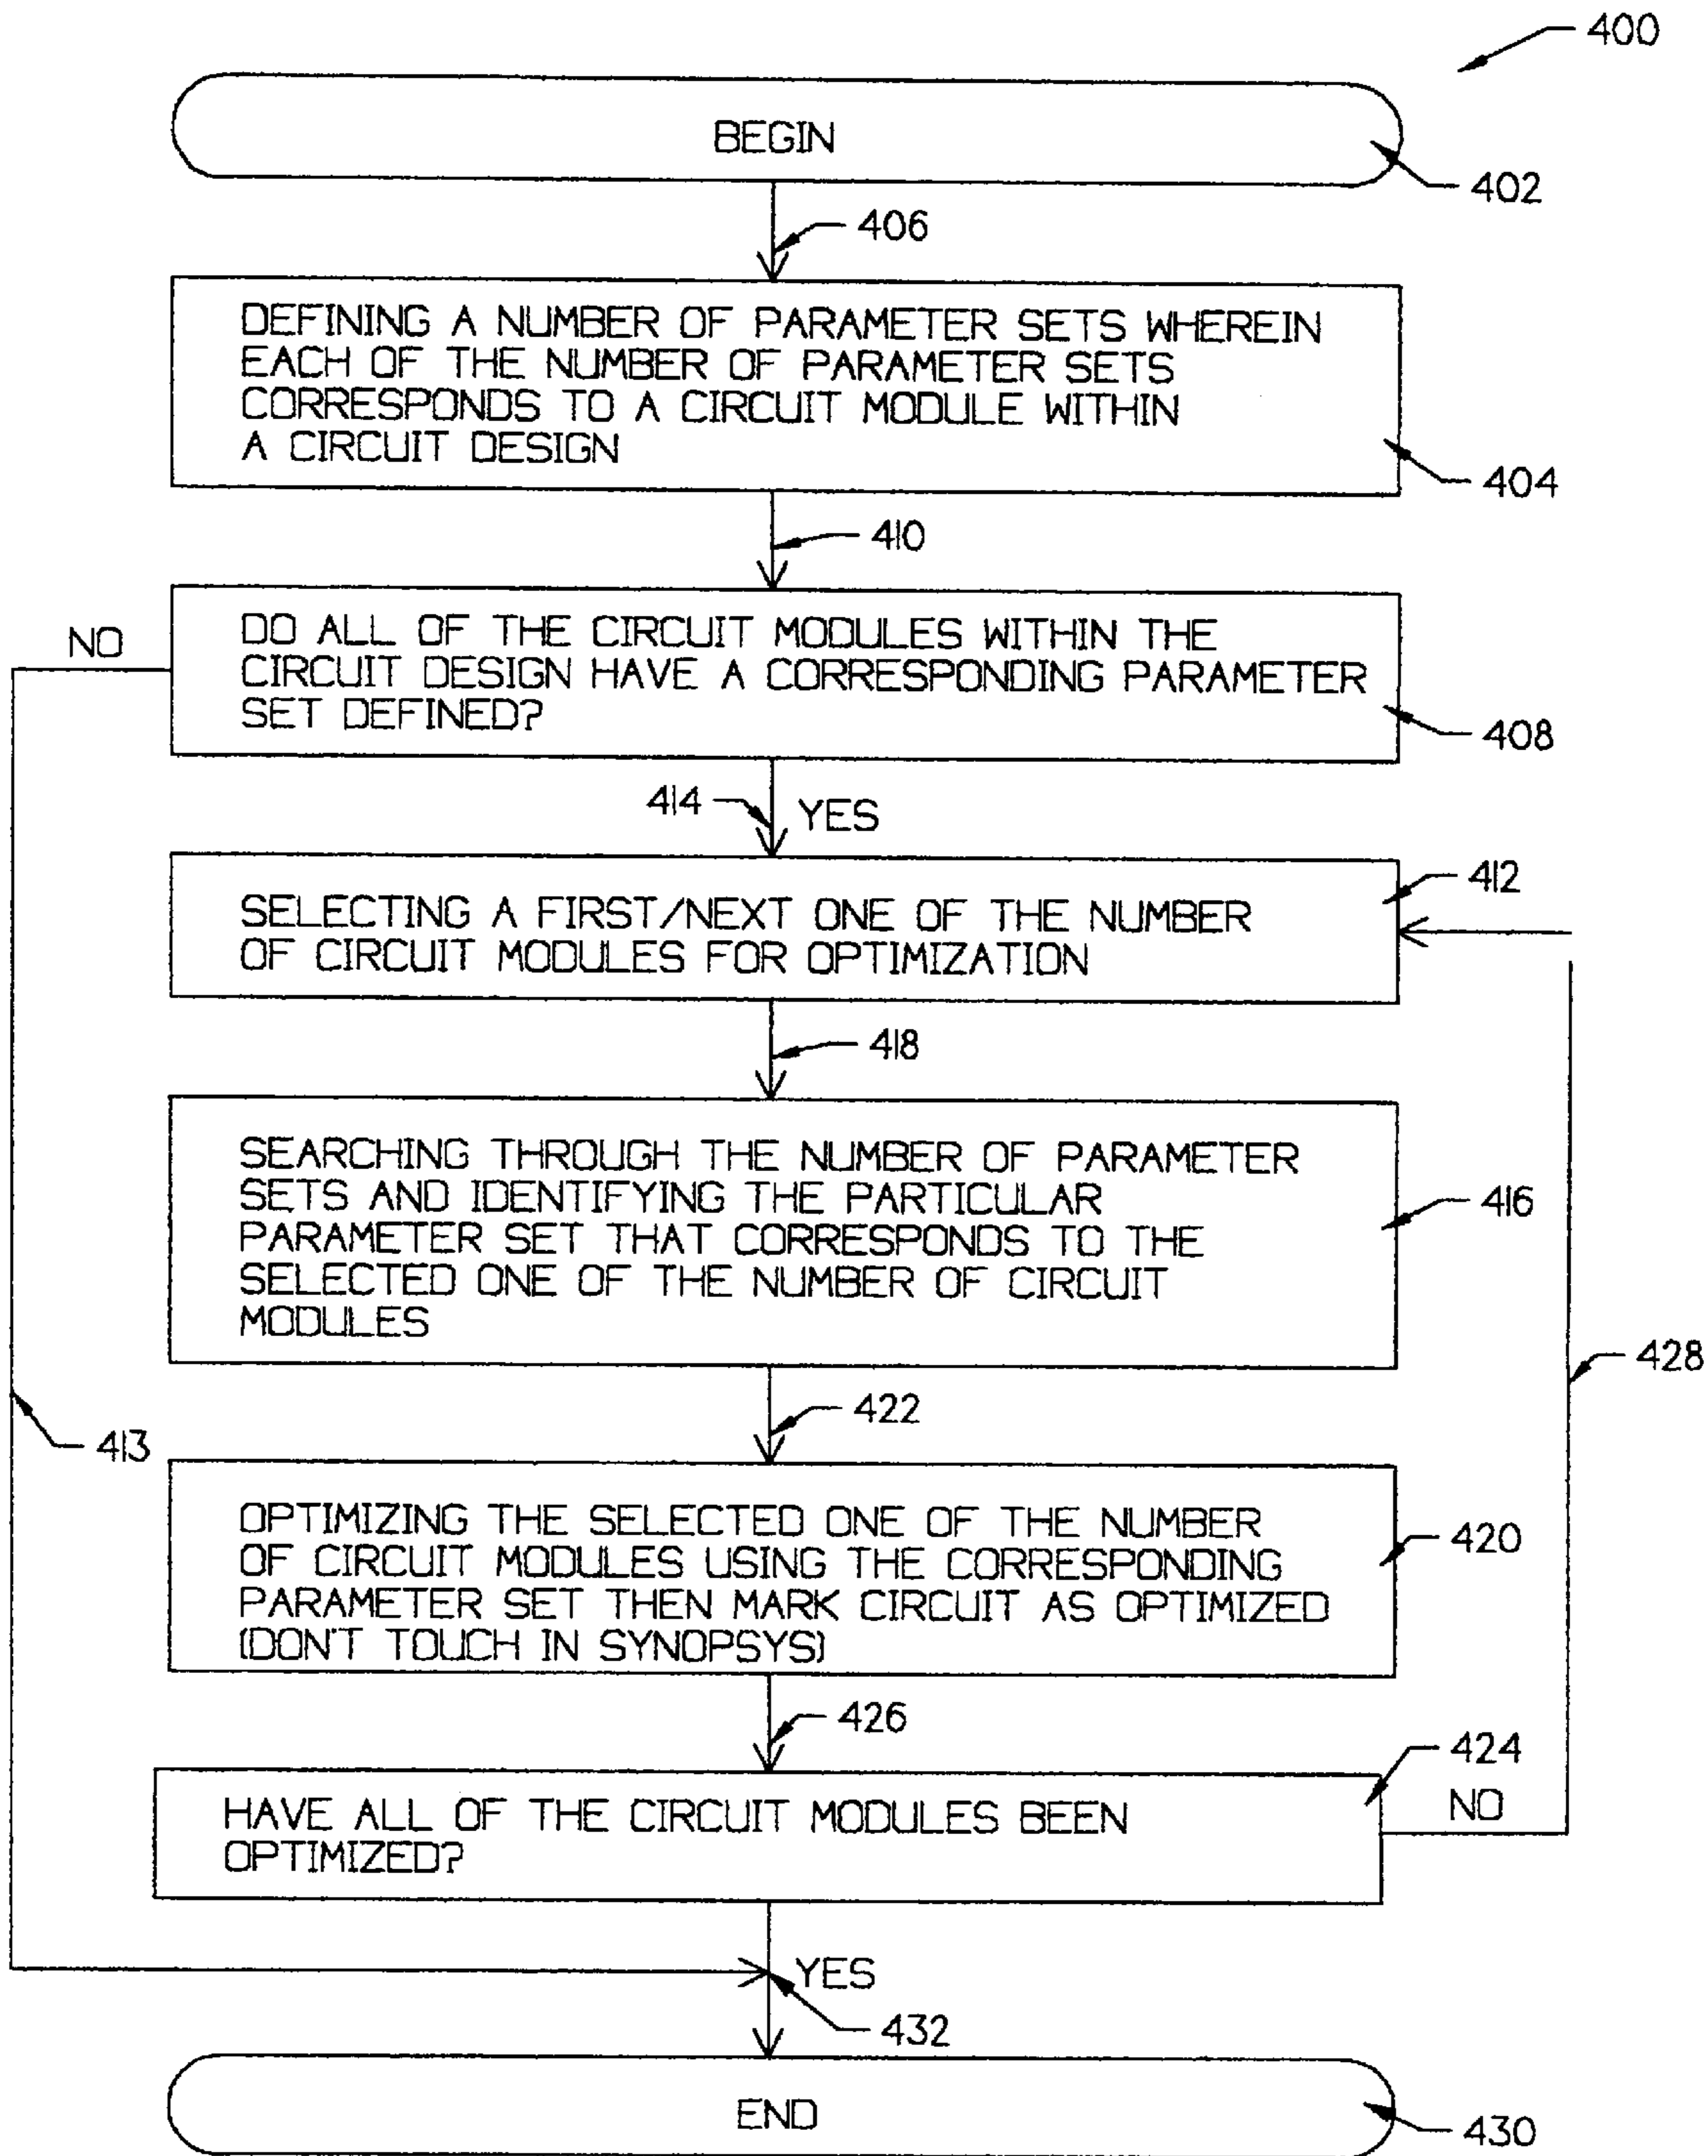 400
BEGIN
402
406
DEFINING A NUMBER OF PARAMETER SETS WHEREIN
EACH OF THE NUMBER OF PARAMETER SETS
CORRESPONDS TO A CIRCUIT MODULE WITHIN
A CIRCUIT DESIGN
404
410
NO
DO ALL OF THE CIRCUIT MODULES WITHIN THE
CIRCUIT DESIGN HAVE A CORRESPONDING PARAMETER
SET DEFINED?
408
414
YES
412
SELECTING A FIRST/NEXT ONE OF THE NUMBER
OF CIRCUIT MODULES FOR OPTIMIZATION
418
SEARCHING THROUGH THE NUMBER OF PARAMETER
SETS AND IDENTIFYING THE PARTICULAR
PARAMETER SET THAT CORRESPONDS TO THE
SELECTED ONE OF THE NUMBER OF CIRCUIT
MODULES
416
428
422
413
OPTIMIZING THE SELECTED ONE OF THE NUMBER
OF CIRCUIT MODULES USING THE CORRESPONDING
PARAMETER SET THEN MARK CIRCUIT AS OPTIMIZED
(DON'T TOUCH IN SYNOPSYS)
420
426
424
HAVE ALL OF THE CIRCUIT MODULES BEEN
OPTIMIZED?
NO
YES
432
END
430